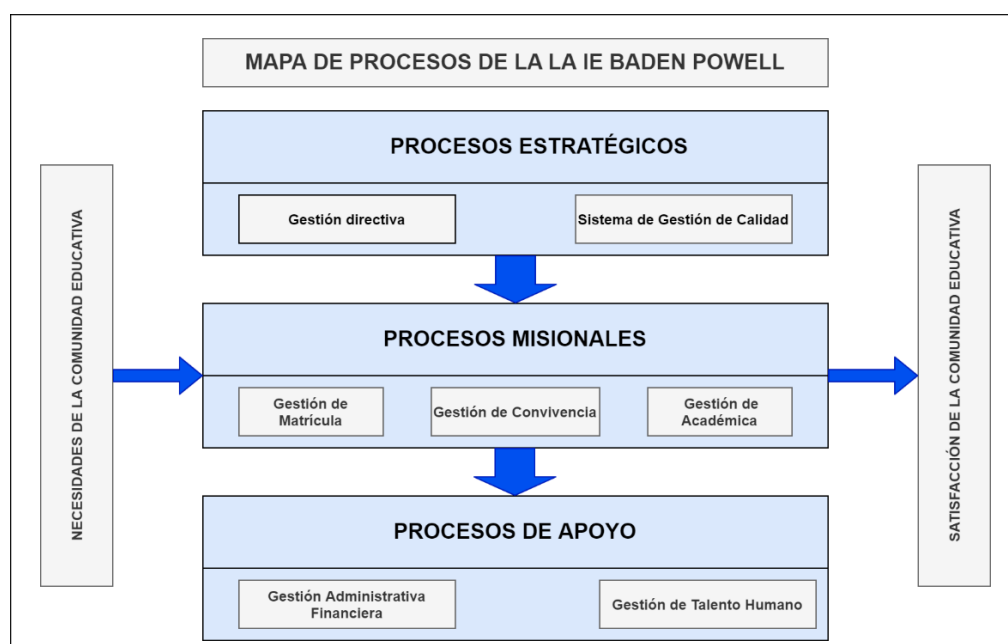 MAPA DE PROCESOS DE LA LA IE BADEN POWELL
PROCESOS ESTRATÉGICOS
Gestión directiva
Sistema de Gestión de Calidad
NECESIDADES DE LA COMUNIDAD EDUCATIVA
PROCESOS MISIONALES
Gestión de
Matrícula
Gestión de Convivencia
Gestión de
Académica
SATISFACCIÓN DE LA COMUNIDAD EDUCATIVA
PROCESOS DE APOYO
Gestión Administrativa
Financiera
Gestión de Talento Humano